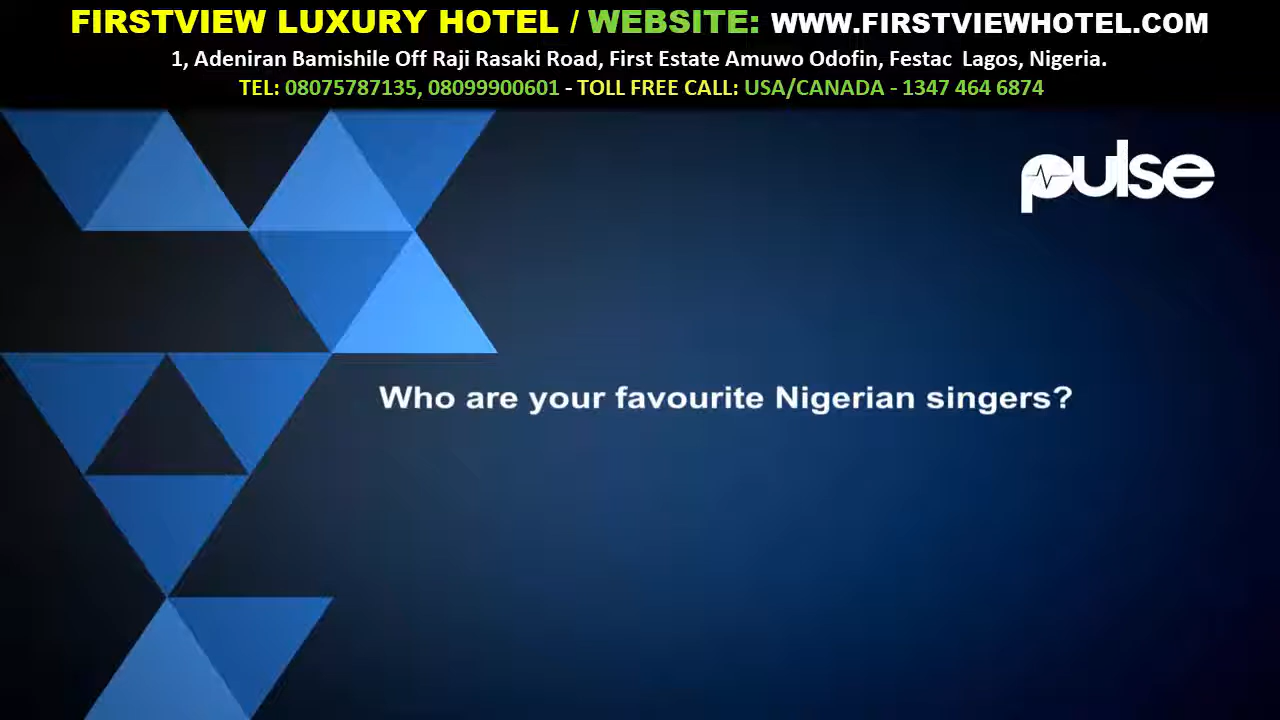 FIRSTVIEW LUXURY HOTEL / WEBSITE: WWW.FIRSTVIEWHOTEL.COM
1, Adeniran Bamishile Off Raji Rasaki Road, First Estate Amuwo Odofin, Festac Lagos, Nigeria.
TEL: 08075787135, 08099900601 - TOLL FREE CALL: USA/CANADA - 1347 464 6874
pulse
Who are your favourite Nigerian singers?